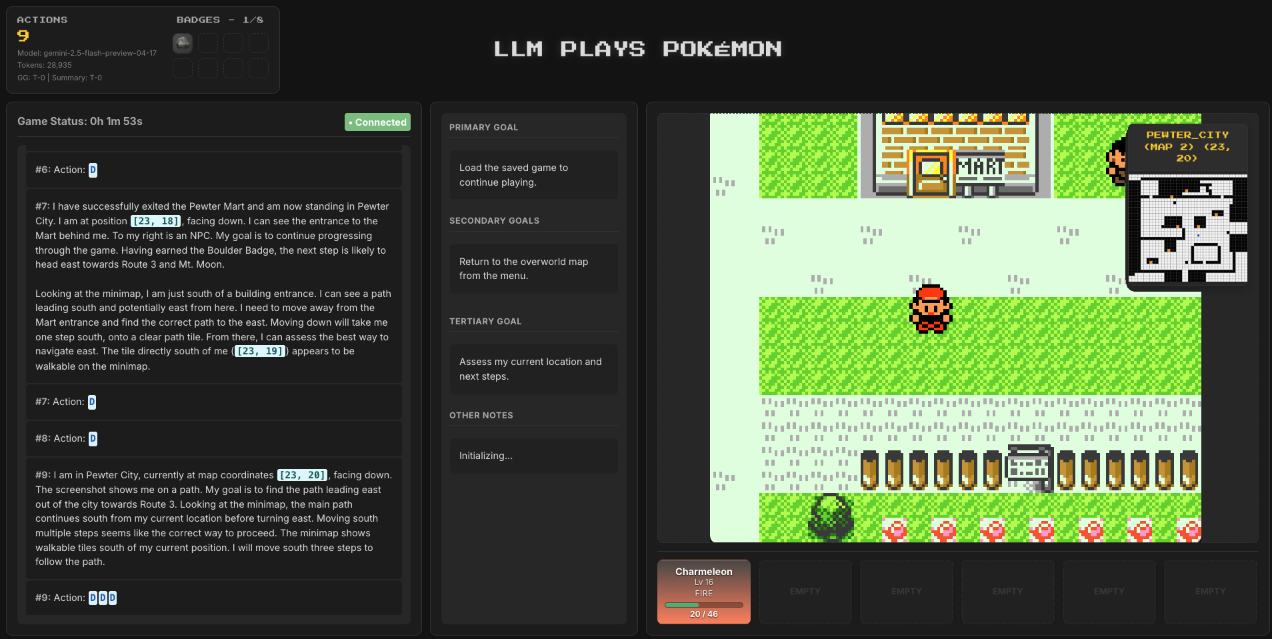 ACTIONS
9
Model: gemini-2.5-flash-preview-04-17
Tokens: 28,935
GG: T-0 | Summary: T-0
BADGES - 1/8
LLM PLAYS POKéMON
Game Status: 0h 1m 53s
• Connected
#6: Action: D
#7: I have successfully exited the Pewter Mart and am now standing in Pewter
City. I am at position [23, 18], facing down. I can see the entrance to the
Mart behind me. To my right is an NPC. My goal is to continue progressing
through the game. Having earned the Boulder Badge, the next step is likely to
head east towards Route 3 and Mt. Moon.
Looking at the minimap, I am just south of a building entrance. I can see a path
leading south and potentially east from here. I need to move away from the
Mart entrance and find the correct path to the east. Moving down will take me
one step south, onto a clear path tile. From there, I can assess the best way to
navigate east. The tile directly south of me ([23, 19]) appears to be
walkable on the minimap.
#7: Action: D
#8: Action: D
#9: I am in Pewter City, currently at map coordinates [23, 20], facing down.
The screenshot shows me on a path. My goal is to find the path leading east
out of the city towards Route 3. Looking at the minimap, the main path
continues south from my current location before turning east. Moving south
multiple steps seems like the correct way to proceed. The minimap shows
walkable tiles south of my current position. I will move south three steps to
follow the path.
#9: Action: D D D
PRIMARY GOAL
Load the saved game to
continue playing.
SECONDARY GOALS
Return to the overworld map
from the menu.
TERTIARY GOAL
Assess my current location and
next steps.
OTHER NOTES
Initializing...
MART
PEWTER_CITY
(MAP 2) (23,
20)
Charmeleon
Lv 16
FIRE
20 / 46
EMPTY
EMPTY
EMPTY
EMPTY
EMPTY